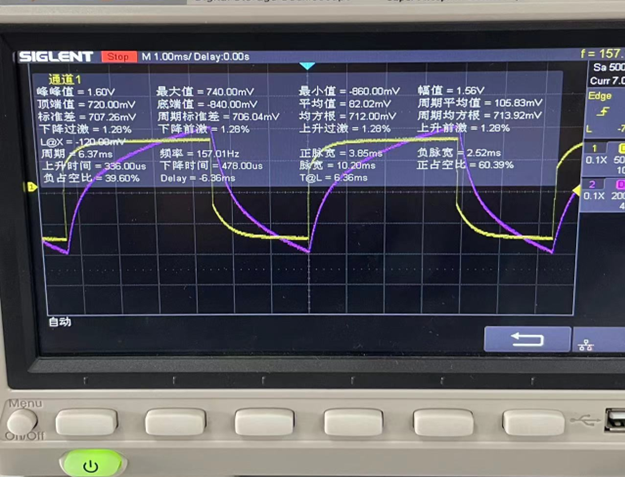 SIGLENT Stop M 1.00ms/ Delay:0.00s f = 157.
Sa 500
Curr 7.0
通道1
峰峰值 = 1.60V 最大值 = 740.00mV 最小值 = -860.00mV 幅值 = 1.56V
顶端值 = 720.00mV 底端值 = -840.00mV 平均值 = 82.02mV 周期平均值 = 105.83mV
标准差 = 707.26mV 周期标准差 = 706.04mV 均方根 = 712.00mV 周期均方根 = 713.92mV
下降过激 = 1.28% 下降前激 = 1.28% 上升过激 = 1.28% 上升前激 = 1.28%
L@X = -120.00mV
周期 = 6.37ms 频率 = 157.01Hz 正脉宽 = 3.85ms 负脉宽 = 2.52ms
上升时间 = 336.00us 下降时间 = 478.00us 脉宽 = 10.20ms 正占空比 = 60.39%
负占空比 = 39.60% Delay = -6.36ms T@L = 6.36ms
Edge
L
1
0.1X
2
0.1X 200
自动
Menu
On/Off